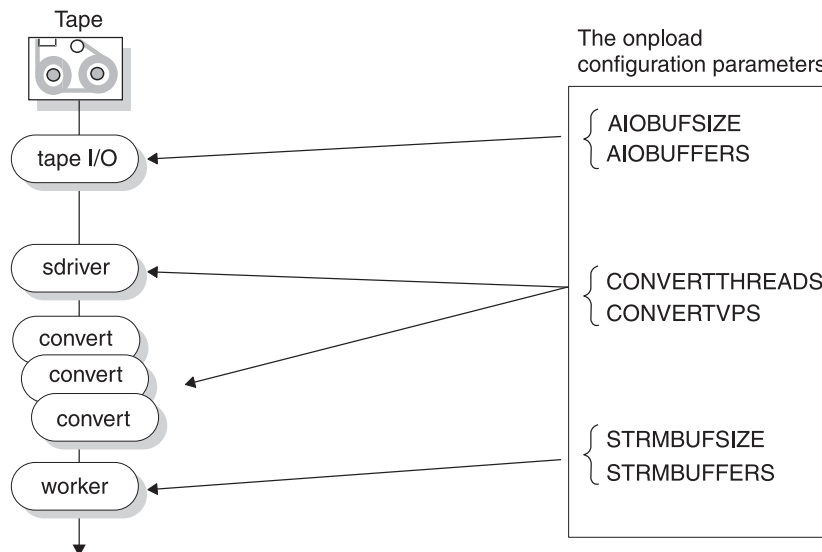 Tape
tape I/O
sdriver
convert
convert
convert
worker
The onpload
configuration parameters
AIOBUFSIZE
AIOBUFFERS
CONVERTTHREADS
CONVERTVPS
STRMBUFSIZE
STRMBUFFERS